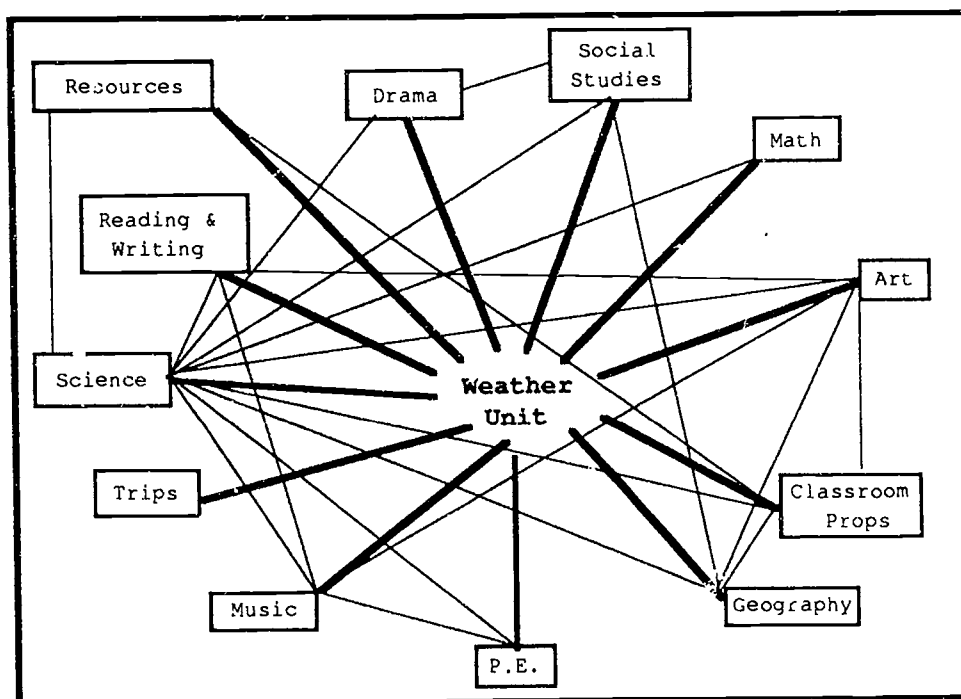 Social
Studies
Resources
Drama
Math
Reading &
Writing
Art
Science
Weather
Unit
Trips
Classroom
Props
Music
Geography
P.E.